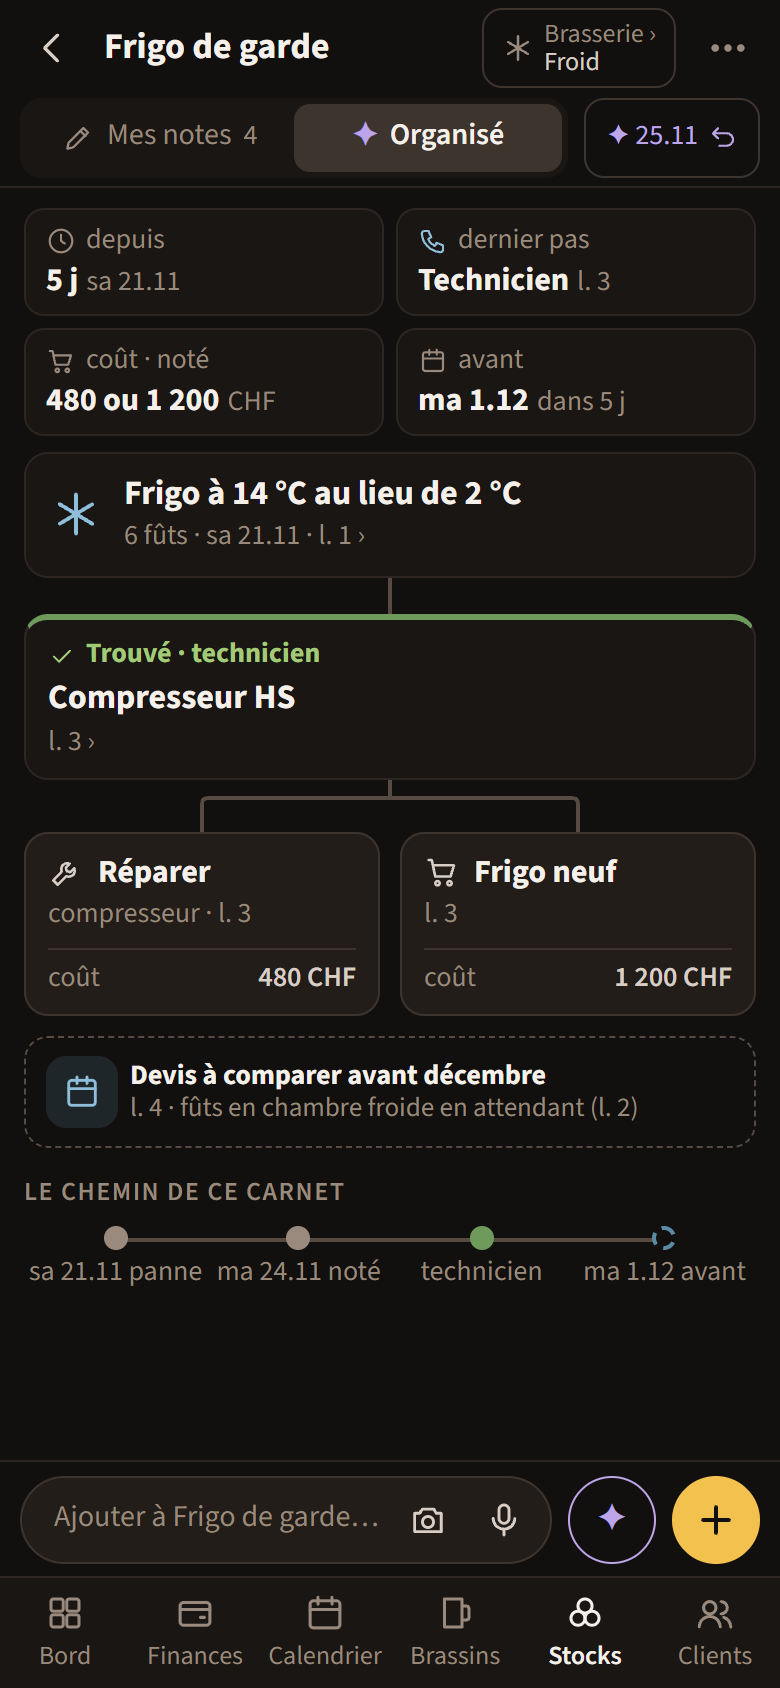 Frigo de garde
Brasserie ›
Froid
Mes notes 4
Organisé
25.11
depuis
5 j sa 21.11
dernier pas
Technicien l. 3
coût · noté
480 ou 1 200 CHF
avant
ma 1.12 dans 5 j
Frigo à 14 °C au lieu de 2 °C
6 fûts · sa 21.11 · l. 1 ›
Trouvé · technicien
Compresseur HS
l. 3 ›
Réparer
compresseur · l. 3
coût 480 CHF
Frigo neuf
l. 3
coût 1 200 CHF
Devis à comparer avant décembre
l. 4 · fûts en chambre froide en attendant (l. 2)
LE CHEMIN DE CE CARNET
sa 21.11 panne
ma 24.11 noté
technicien
ma 1.12 avant
Ajouter à Frigo de garde…
Bord
Finances
Calendrier
Brassins
Stocks
Clients